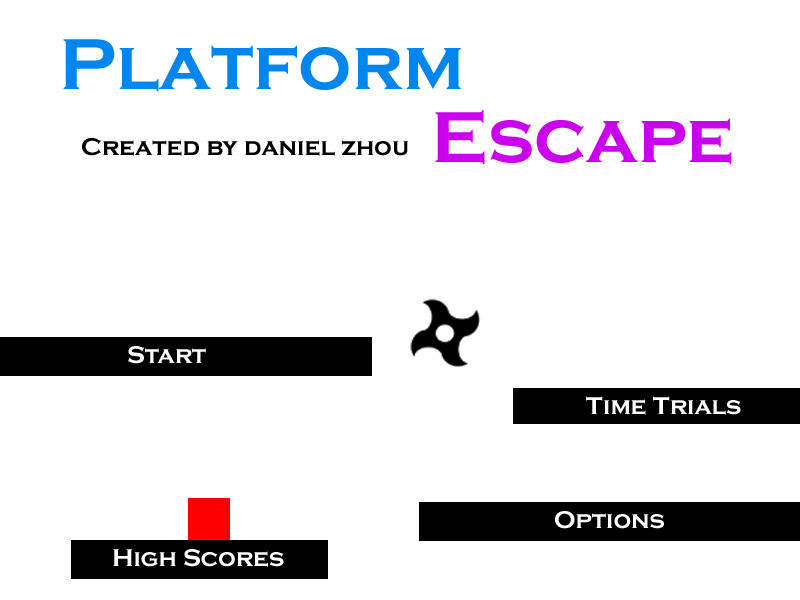 Platform
Escape
Created by Daniel Zhou
Start
Time Trials
Options
High Scores